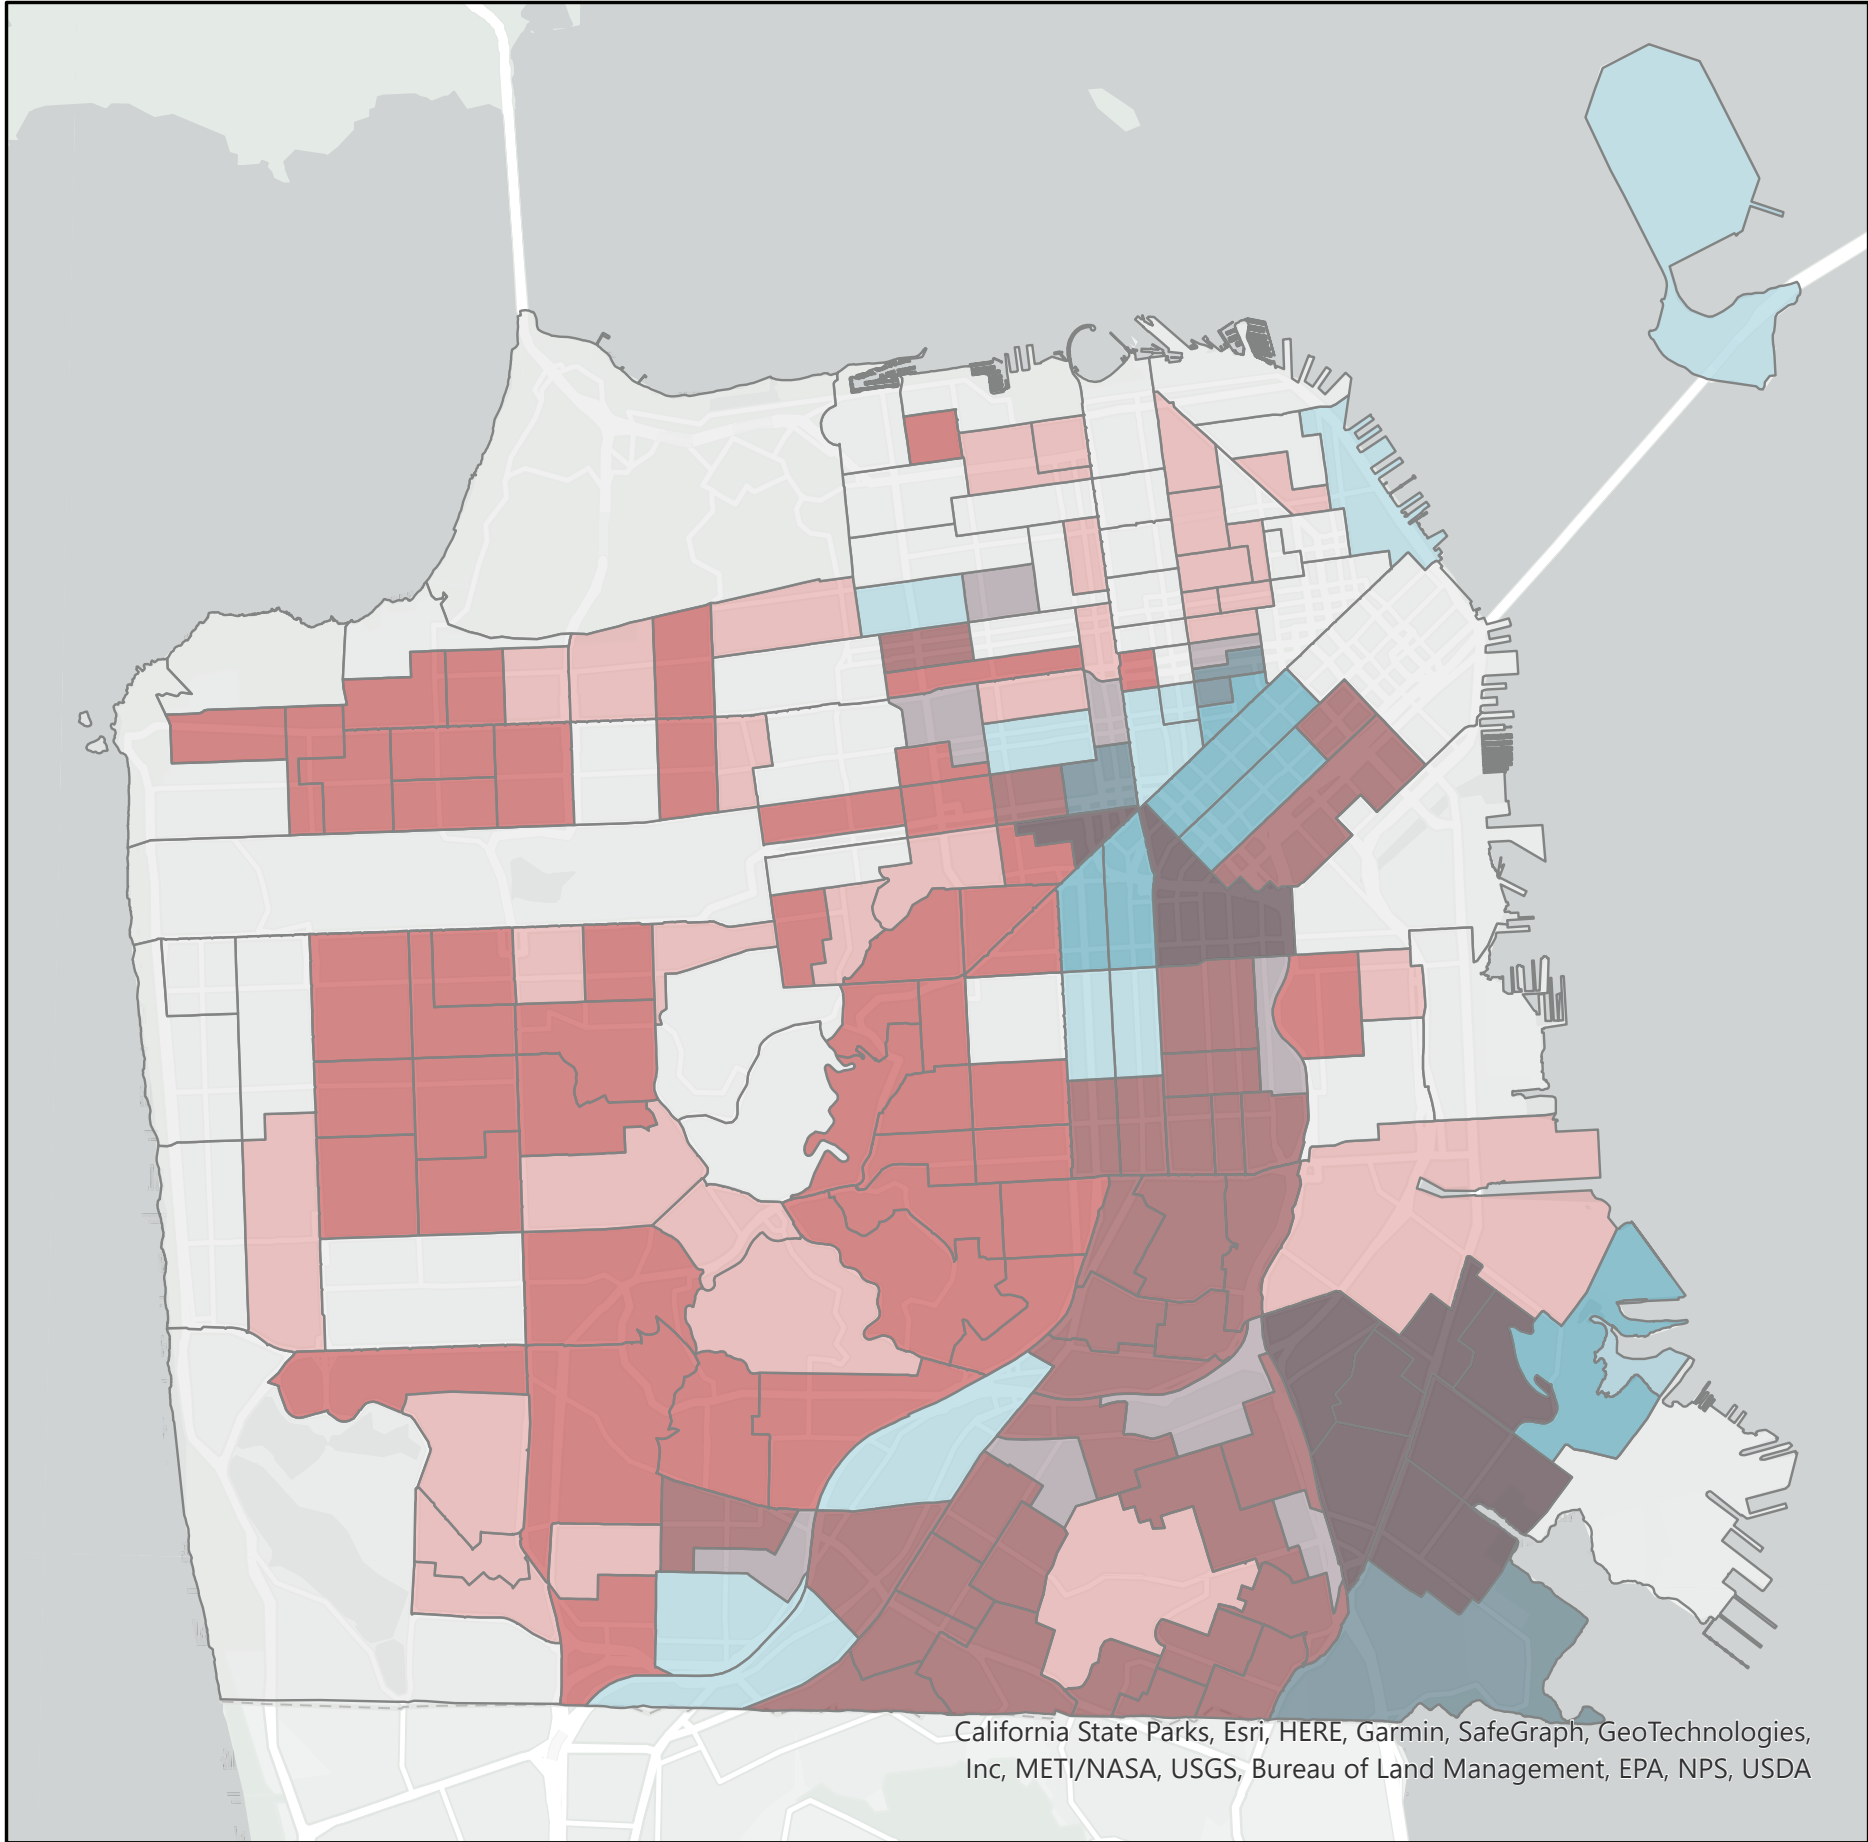 California State Parks, Esri, HERE, Garmin, SafeGraph, GeoTechnologies,
Inc, METI/NASA, USGS, Bureau of Land Management, EPA, NPS, USDA